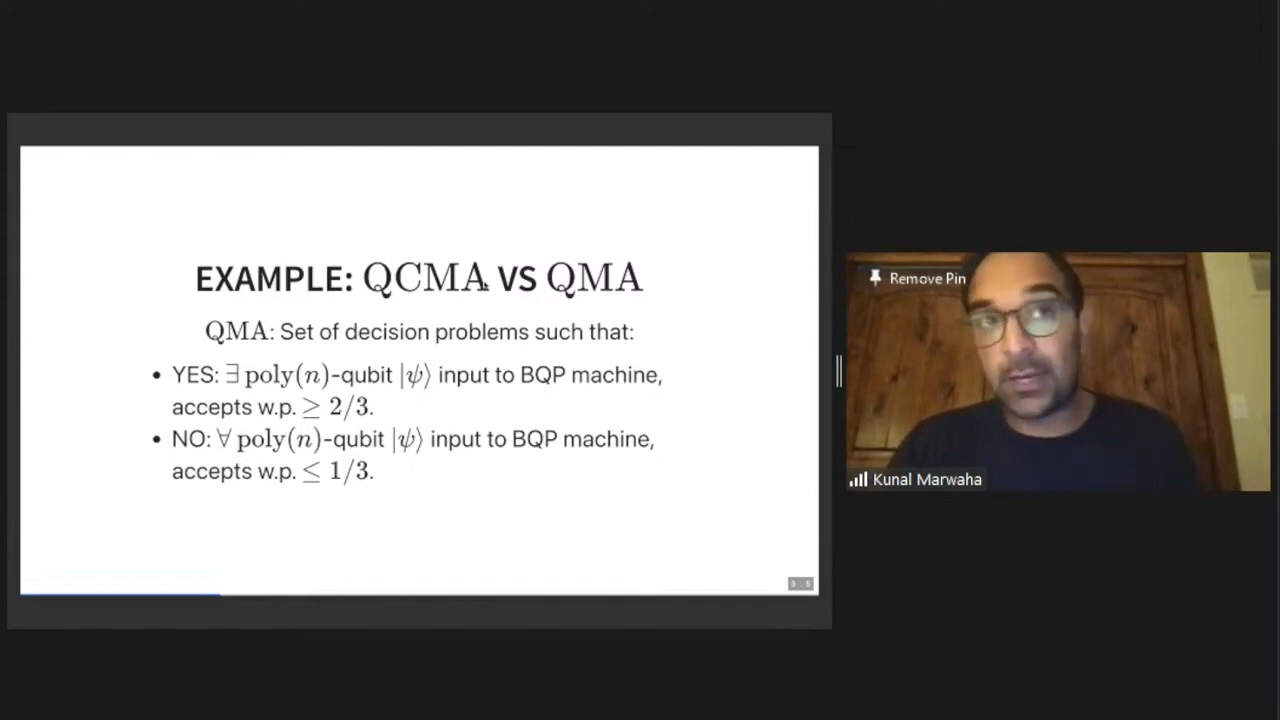 EXAMPLE: QCMA VS QMA
QMA: Set of decision problems such that:
• YES: ∃ poly(n)-qubit |ψ⟩ input to BQP machine,
accepts w.p. ≥ 2/3.
• NO: ∀ poly(n)-qubit |ψ⟩ input to BQP machine,
accepts w.p. ≤ 1/3.
Remove Pin
Kunal Marwaha